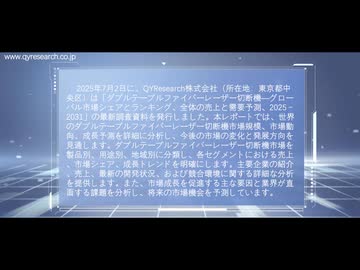 www.qyresearch.co.jp
2025年7月2日に、QYResearch株式会社(所在地 東京都中
央区)は「ダブルテーブルファイバーレーザー切断機―グロー
バル市場シェアとランキング、全体の売上と需要予測、2025~
2031」の最新調査資料を発行しました。本レポートでは、世界
のダブルテーブルファイバーレーザー切断機市場規模、市場動
向、成長予測を詳細に分析し、今後の市場の変化と発展方向を
見通します。ダブルテーブルファイバーレーザー切断機市場を
製品別、用途別、地域別に分類し、各セグメントにおける売上
、市場シェア、成長トレンドを明確にします。主要企業の紹介
、売上、最新の開発状況、および競合環境に関する詳細な分析
を提供します。また、市場成長を促進する主な要因と業界が直
面する課題を分析し、将来の市場機会を予測しています。